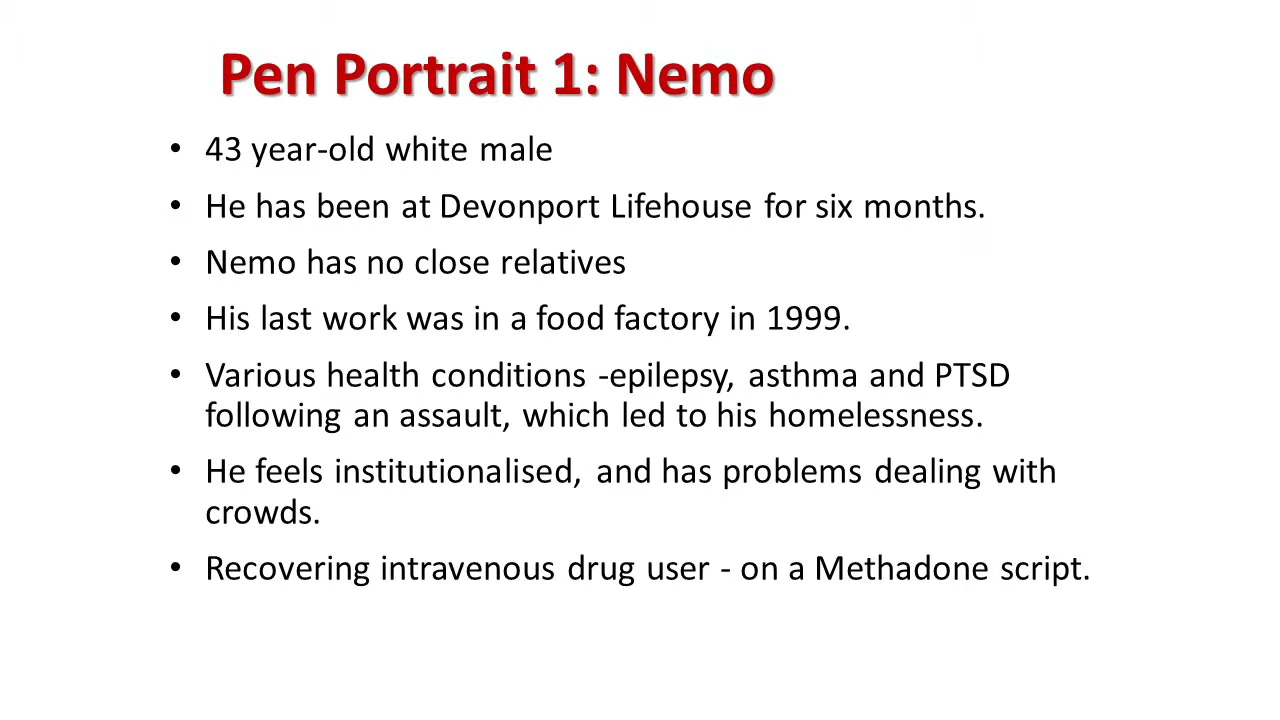 Pen Portrait 1: Nemo
• 43 year-old white male
• He has been at Devonport Lifehouse for six months.
• Nemo has no close relatives
• His last work was in a food factory in 1999.
• Various health conditions -epilepsy, asthma and PTSD
following an assault, which led to his homelessness.
• He feels institutionalised, and has problems dealing with
crowds.
• Recovering intravenous drug user - on a Methadone script.